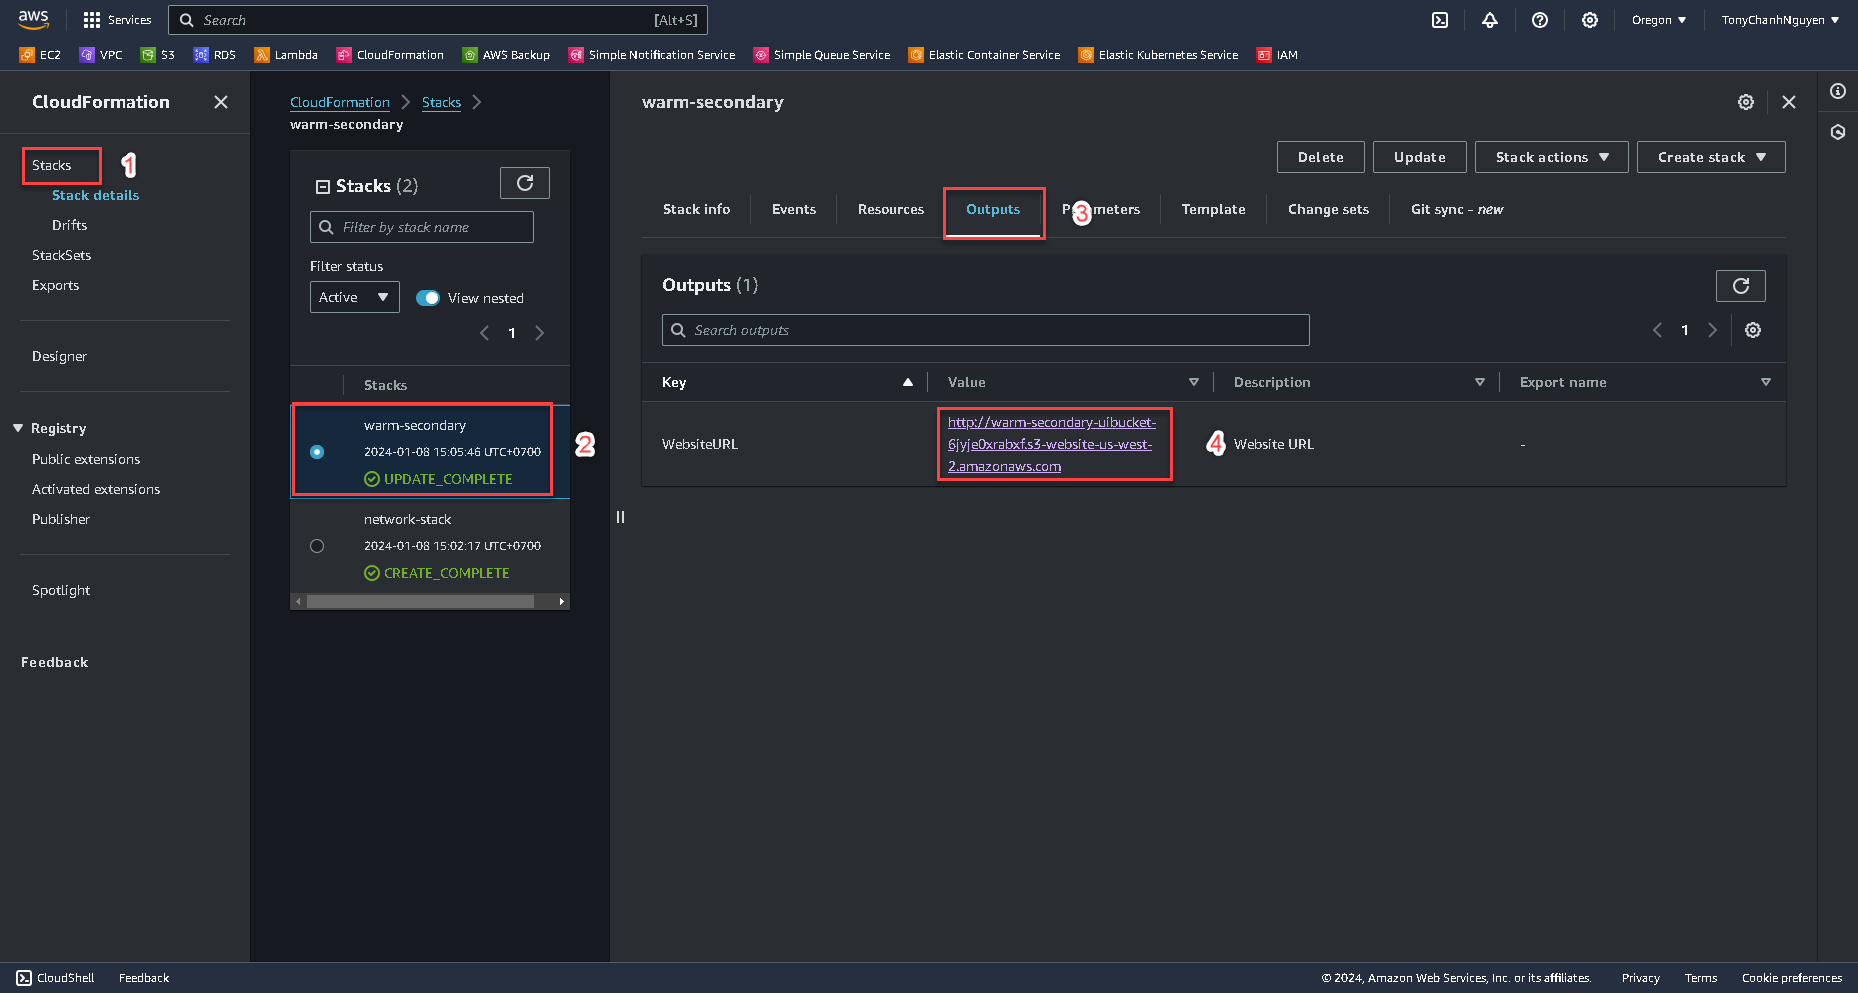 aws
Services
Search
[Alt+S]
Oregon ▼
TonyChanhNguyen ▼
EC2
VPC
S3
RDS
Lambda
CloudFormation
AWS Backup
Simple Notification Service
Simple Queue Service
Elastic Container Service
Elastic Kubernetes Service
IAM
CloudFormation
Stacks
1
Stack details
Drifts
StackSets
Exports
Designer
Registry
Public extensions
Activated extensions
Publisher
Spotlight
Feedback
CloudFormation
Stacks
warm-secondary
Stacks (2)
Filter by stack name
Filter status
Active
View nested
1
Stacks
warm-secondary
2024-01-08 15:05:46 UTC+0700
UPDATE_COMPLETE
2
network-stack
2024-01-08 15:02:17 UTC+0700
CREATE_COMPLETE
warm-secondary
Delete
Update
Stack actions
Create stack
Stack info
Events
Resources
Outputs
3
Template
Change sets
Git sync - new
Outputs (1)
Search outputs
1
Key
Value
Description
Export name
WebsiteURL
http://warm-secondary-uibucket-
6jyje0xrabxf.s3-website-us-west-
2.amazonaws.com
4
Website URL
-
CloudShell
Feedback
© 2024, Amazon Web Services, Inc. or its affiliates.
Privacy
Terms
Cookie preferences